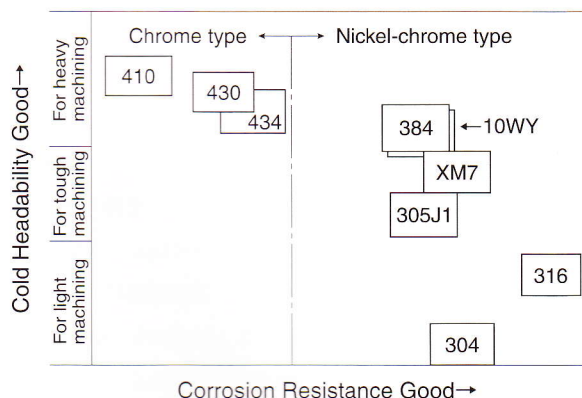 Chrome type ←→ Nickel-chrome type
Cold Headability Good→
For heavy
machining
For tough
machining
For light
machining
410
430
434
384
←10WY
XM7
305J1
316
304
Corrosion Resistance Good→